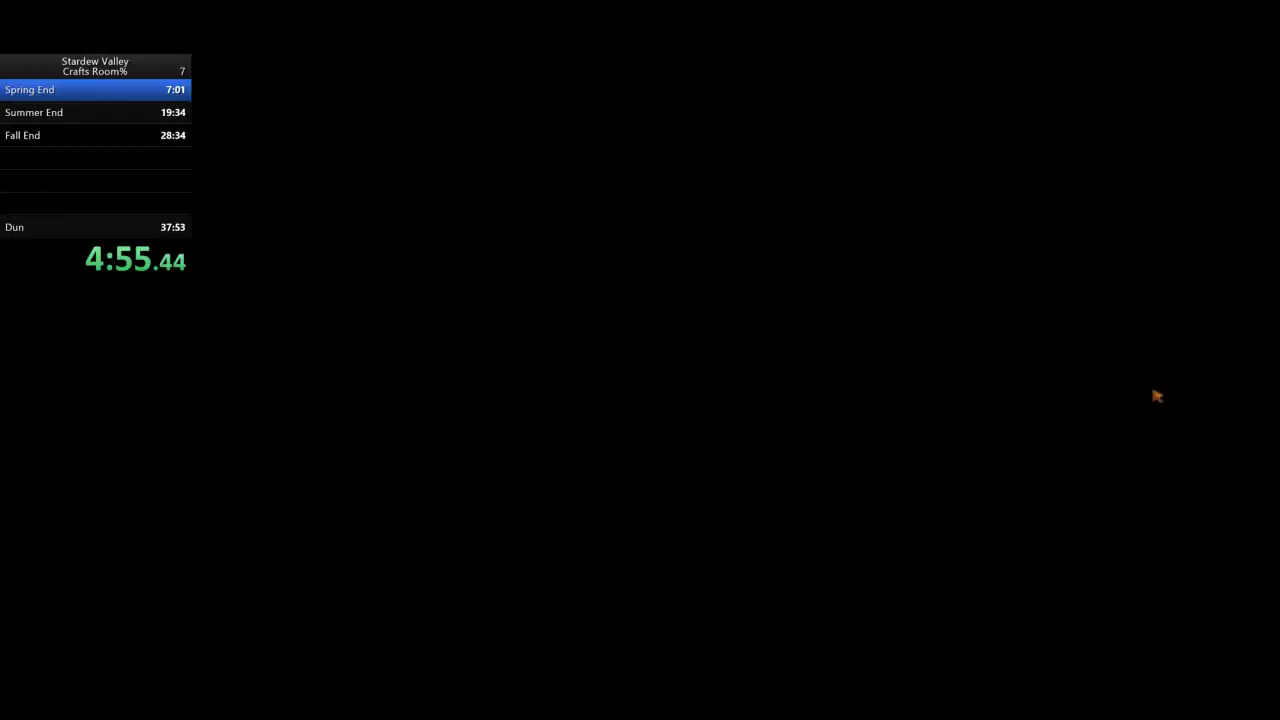 Stardew Valley
Crafts Room% 7
Spring End 7:01
Summer End 19:34
Fall End 28:34
Dun 37:53
4:55.44